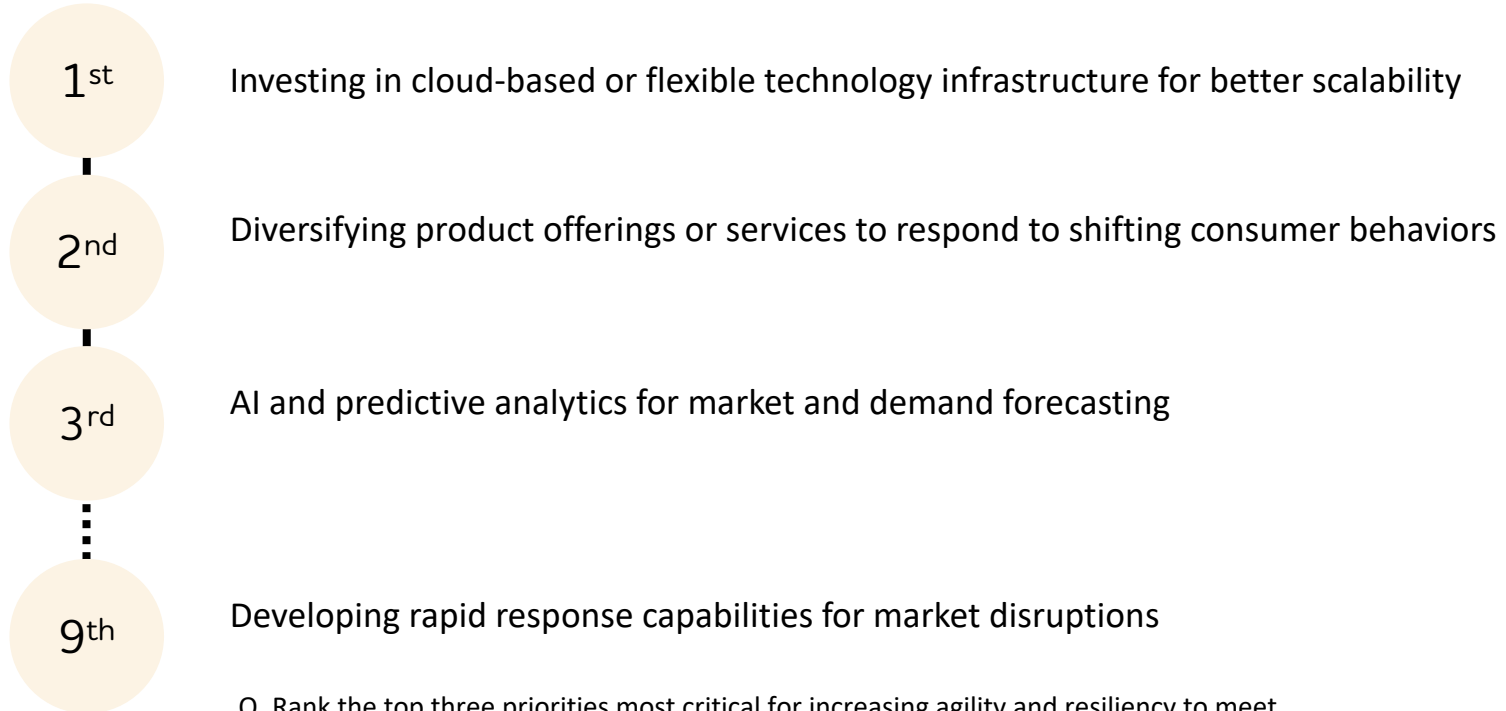 1st
Investing in cloud-based or flexible technology infrastructure for better scalability
2nd
Diversifying product offerings or services to respond to shifting consumer behaviors
3rd
AI and predictive analytics for market and demand forecasting
9th
Developing rapid response capabilities for market disruptions
Q. Rank the top three priorities most critical for increasing agility and resiliency to meet